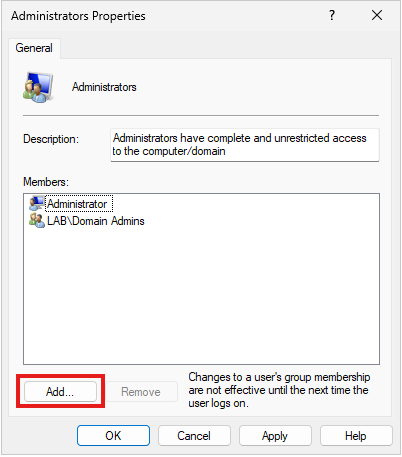 Administrators Properties
?
General
Administrators
Description:
Administrators have complete and unrestricted access
to the computer/domain
Members:
Administrator
LAB\Domain Admins
Add...
Remove
Changes to a user's group membership
are not effective until the next time the
user logs on.
OK
Cancel
Apply
Help